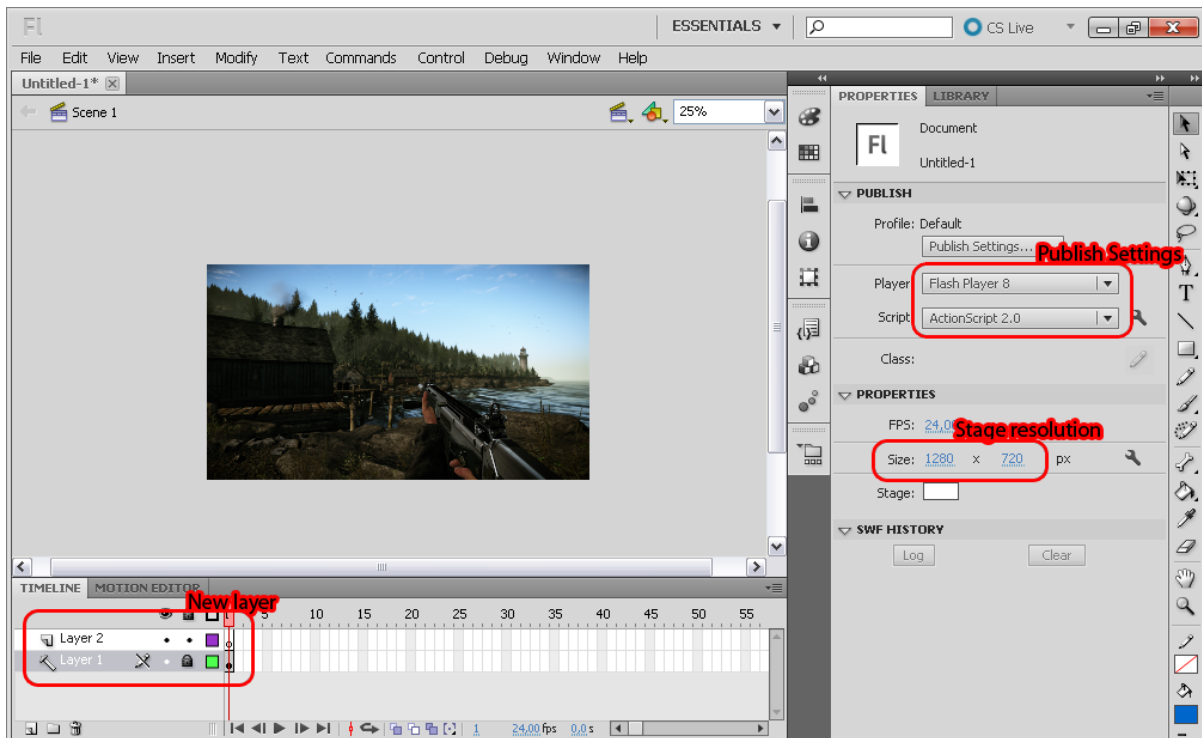 Fl
ESSENTIALS
CS Live
File Edit View Insert Modify Text Commands Control Debug Window Help
Untitled-1*
Scene 1
25%
PROPERTIES LIBRARY
Fl
Document
Untitled-1
PUBLISH
Profile: Default
Publish Settings...
Publish Settings
Player Flash Player 8
Script ActionScript 2.0
Class:
PROPERTIES
FPS: 24,0
Stage resolution
Size: 1280 x 720 px
Stage:
SWF HISTORY
Log Clear
T
TIMELINE MOTION EDITOR
New layer
5 10 15 20 25 30 35 40 45 50 55
Layer 2
Layer 1
1 24,00 fps 0,0 s